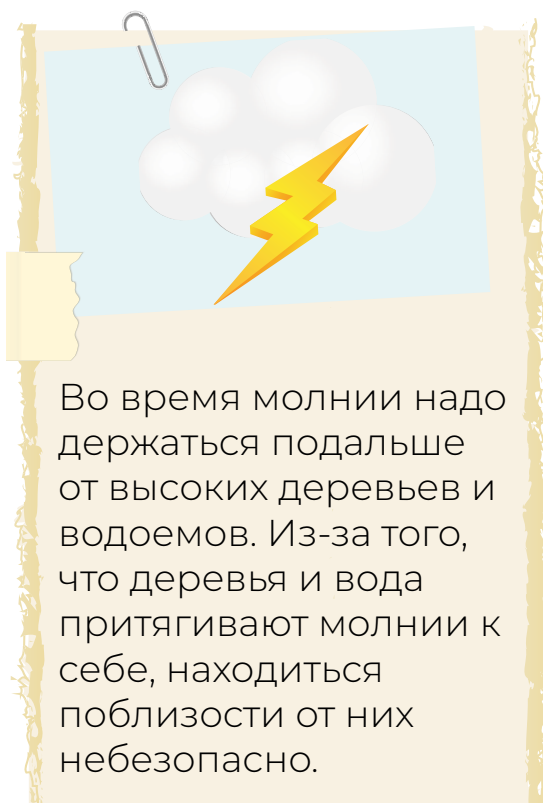 Во время молнии надо
держаться подальше
от высоких деревьев и
водоемов. Из-за того,
что деревья и вода
притягивают молнии к
себе, находиться
поблизости от них
небезопасно.